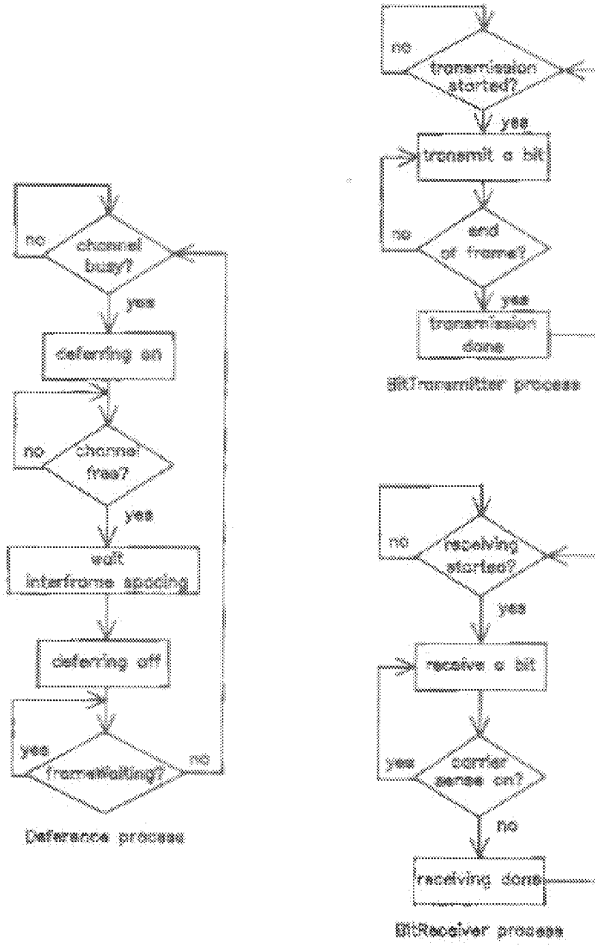 no
channel
busy?
yes
deferring on
no
channel
free?
yes
wait
interframe spacing
deferring off
yes
frameWaiting?
no
Deference process
no
transmission
started?
yes
transmit a bit
no
end
of frame?
yes
transmission
done
BitTransmitter process
no
receiving
started?
yes
receive a bit
yes
carrier
sense on?
no
receiving done
BitReceiver process